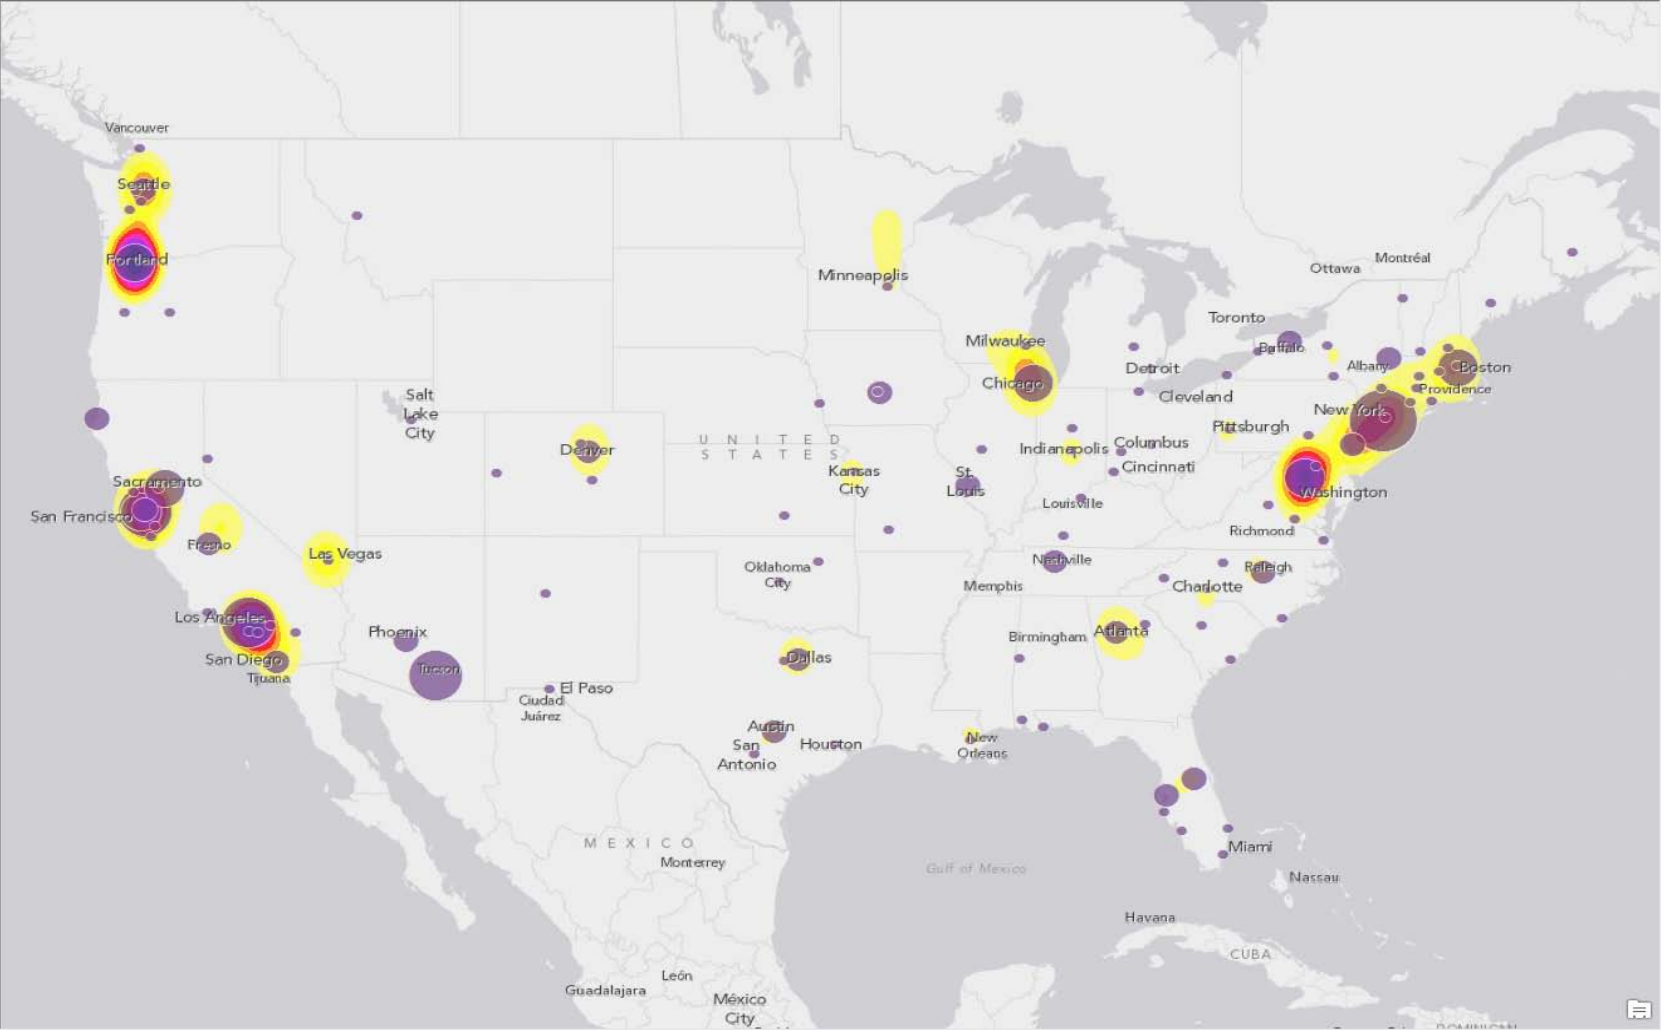 Vancouver
Seattle
Portland
Minneapolis
Ottawa
Montréal
Toronto
Milwaukee
Buffalo
Albany
Boston
Detroit
Chicago
Providence
Salt
Lake
City
Cleveland
New York
Pittsburgh
UNITED
STATES
Denver
Indianapolis
Columbus
Kansas
City
St.
Louis
Cincinnati
Sacramento
Washington
San Francisco
Louisville
Richmond
Fresno
Las Vegas
Nashville
Oklahoma
City
Raleigh
Memphis
Charlotte
Los Angeles
Phoenix
Birmingham
Atlanta
San Diego
Dallas
Tijuana
Tucson
El Paso
Ciudad
Juárez
Austin
San
Antonio
Houston
New
Orleans
MEXICO
Monterrey
Miami
Gulf of Mexico
Nassau
Havana
CUBA
León
Guadalajara
México
City